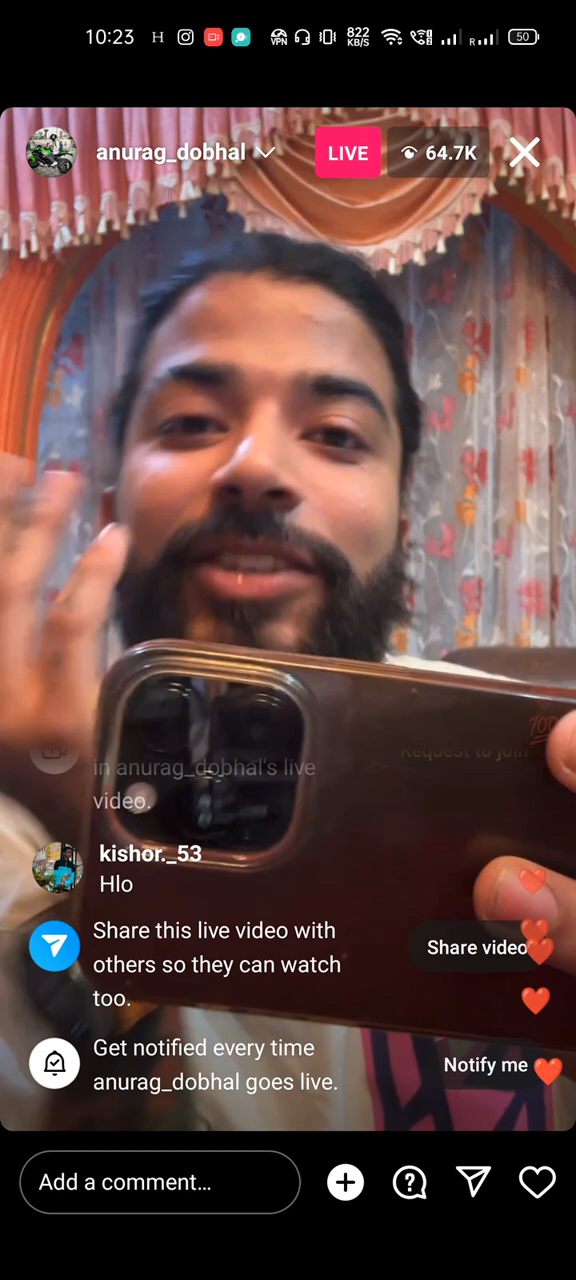 10:23 H VPN 822 KB/S R 50
anurag_dobhal LIVE 64.7K
in anurag_dobhal's live Request to join
video.
100
kishor._53
Hlo
Share this live video with
others so they can watch
too.
Share video
Get notified every time
anurag_dobhal goes live.
Notify me
Add a comment...